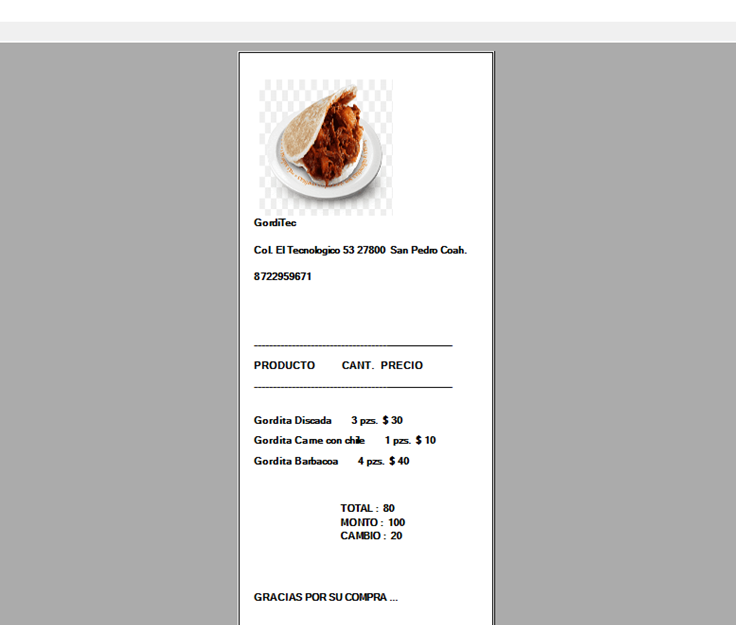 GordiTec
Col. El Tecnologico 53 27800 San Pedro Coah.
8722959671
--------------------------------------------------------
PRODUCTO CANT. PRECIO
--------------------------------------------------------
Gordita Discada 3 pzs. $ 30
Gordita Carne con chile 1 pzs. $ 10
Gordita Barbacoa 4 pzs. $ 40
TOTAL : 80
MONTO : 100
CAMBIO : 20
GRACIAS POR SU COMPRA ...